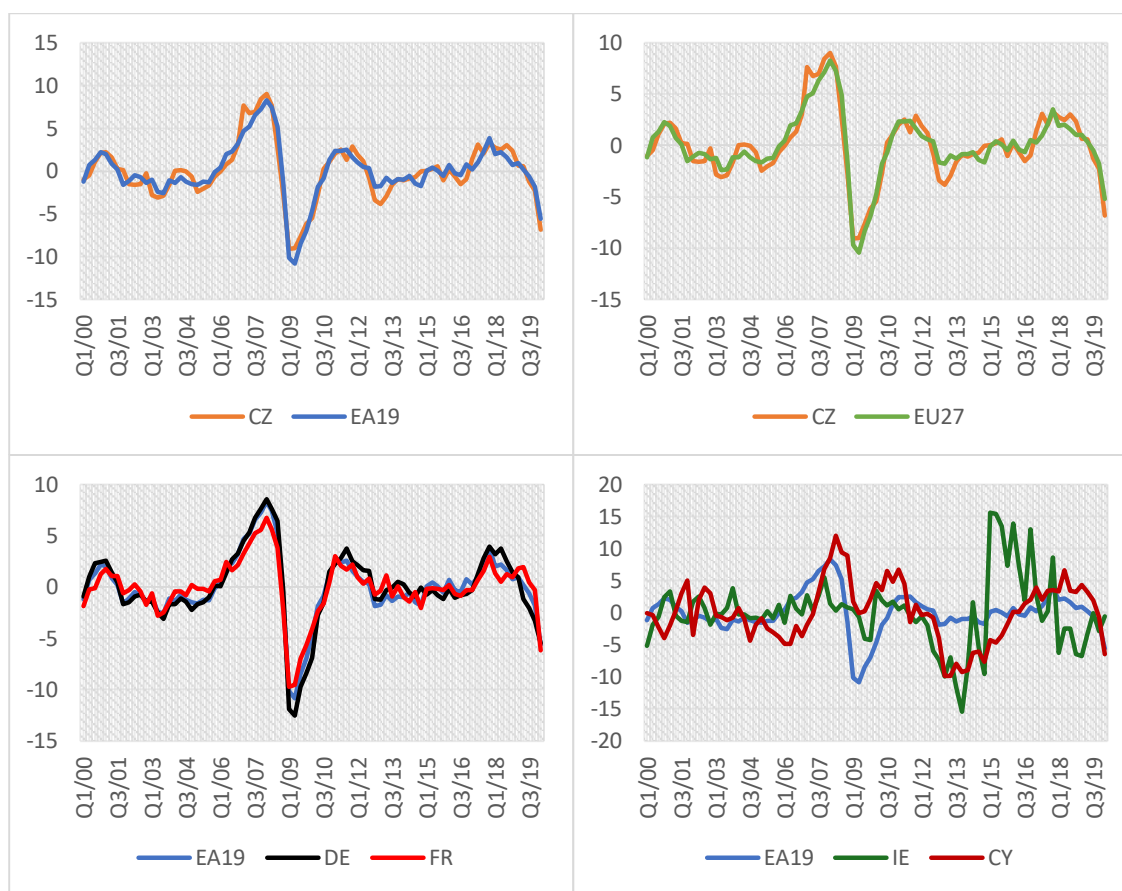 15
10
5
0
-5
-10
-15
Q1/00
Q3/01
Q1/03
Q3/04
Q1/06
Q3/07
Q1/09
Q3/10
Q1/12
Q3/13
Q1/15
Q3/16
Q1/18
Q3/19
CZ EA19
10
5
0
-5
-10
-15
Q1/00
Q3/01
Q1/03
Q3/04
Q1/06
Q3/07
Q1/09
Q3/10
Q1/12
Q3/13
Q1/15
Q3/16
Q1/18
Q3/19
CZ EU27
10
5
0
-5
-10
-15
Q1/00
Q3/01
Q1/03
Q3/04
Q1/06
Q3/07
Q1/09
Q3/10
Q1/12
Q3/13
Q1/15
Q3/16
Q1/18
Q3/19
EA19 DE FR
20
15
10
5
0
-5
-10
-15
-20
Q1/00
Q3/01
Q1/03
Q3/04
Q1/06
Q3/07
Q1/09
Q3/10
Q1/12
Q3/13
Q1/15
Q3/16
Q1/18
Q3/19
EA19 IE CY